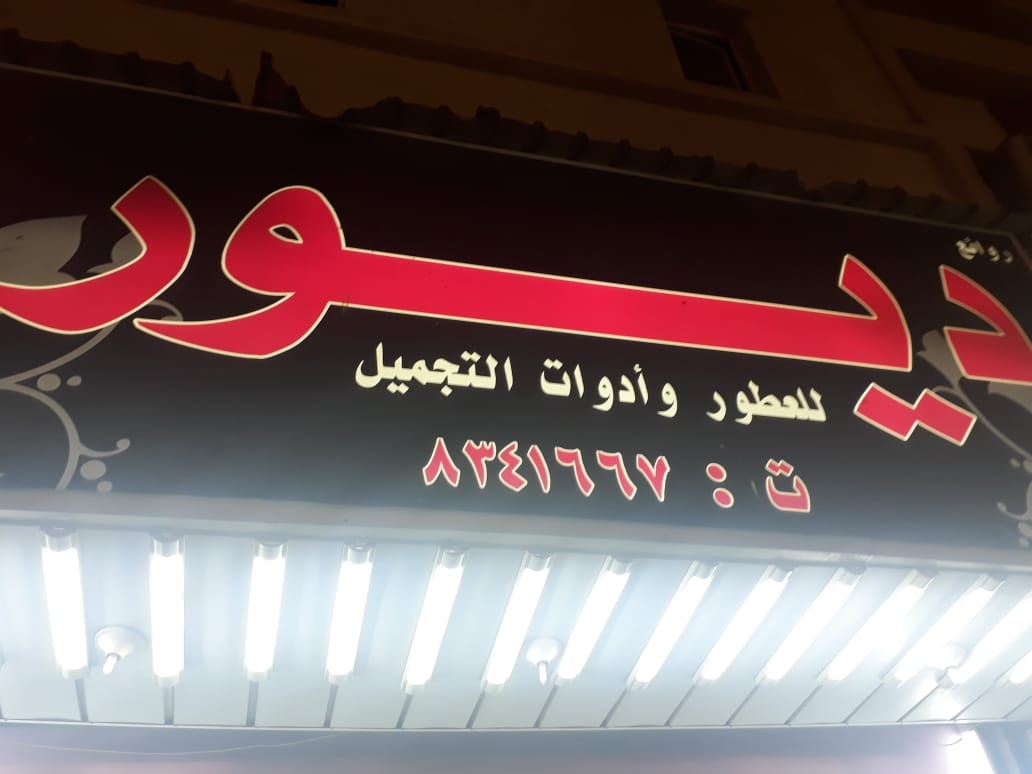 روائع
ديور
للعطور وأدوات التجميل
ت : ٨٣٤١٦٦٧